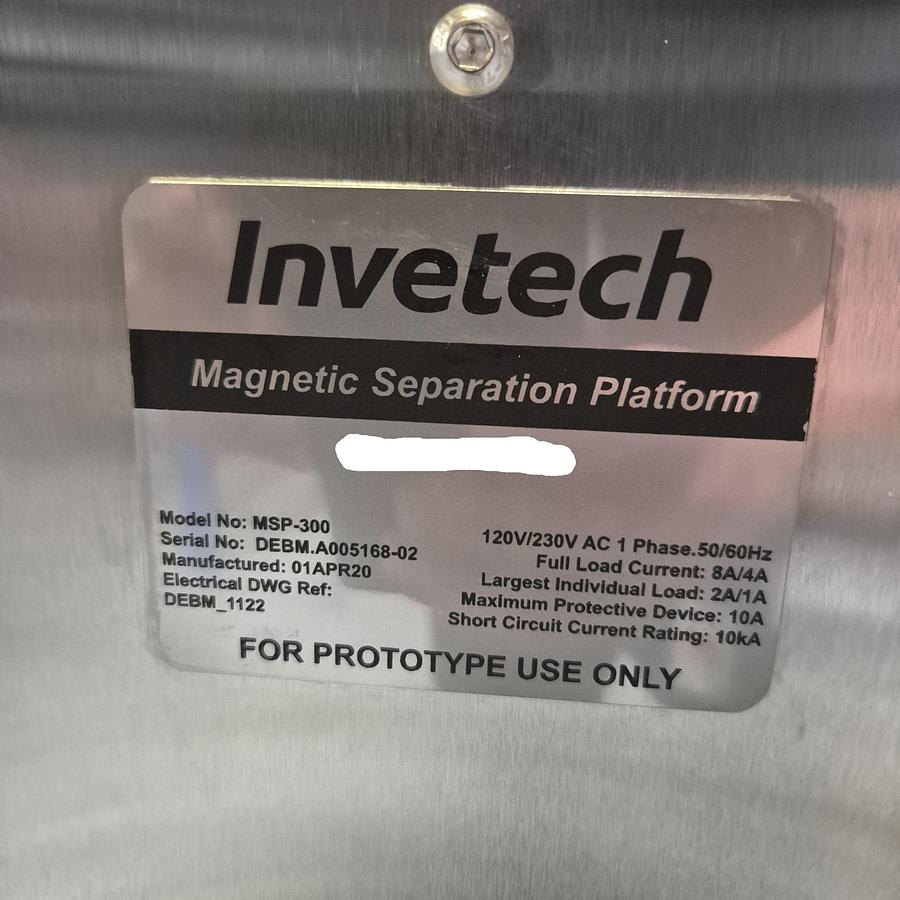 Invetech
Magnetic Separation Platform
Model No: MSP-300
Serial No: DEBM.A005168-02
Manufactured: 01APR20
Electrical DWG Ref:
DEBM_1122
120V/230V AC 1 Phase.50/60Hz
Full Load Current: 8A/4A
Largest Individual Load: 2A/1A
Maximum Protective Device: 10A
Short Circuit Current Rating: 10kA
FOR PROTOTYPE USE ONLY